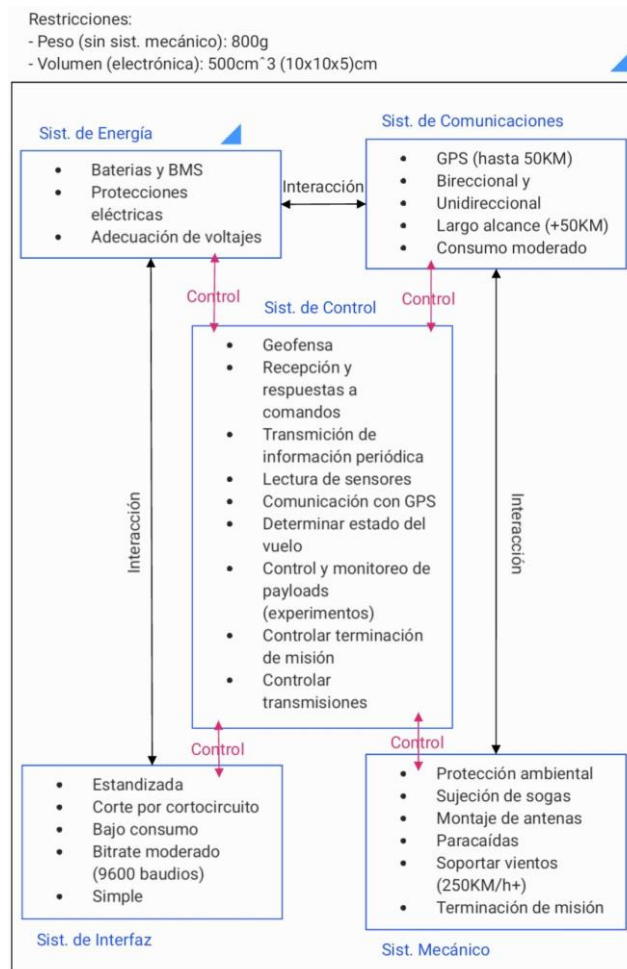 Restricciones:
- Peso (sin sist. mecánico): 800g
- Volumen (electrónica): 500cm^3 (10x10x5)cm
Sist. de Energía
• Baterias y BMS
• Protecciones
eléctricas
• Adecuación de voltajes
Interacción
Sist. de Comunicaciones
• GPS (hasta 50KM)
• Bireccional y
• Unidireccional
• Largo alcance (+50KM)
• Consumo moderado
Control
Control
Sist. de Control
• Geofensa
• Recepción y
respuestas a
comandos
• Transmición de
información periódica
• Lectura de sensores
• Comunicación con GPS
• Determinar estado del
vuelo
• Control y monitoreo de
payloads
(experimentos)
• Controlar terminación
de misión
• Controlar
transmisiones
Interacción
Interacción
Control
Control
• Estandizada
• Corte por cortocircuito
• Bajo consumo
• Bitrate moderado
(9600 baudios)
• Simple
Sist. de Interfaz
• Protección ambiental
• Sujeción de sogas
• Montaje de antenas
• Paracaídas
• Soportar vientos
(250KM/h+)
• Terminación de misión
Sist. Mecánico